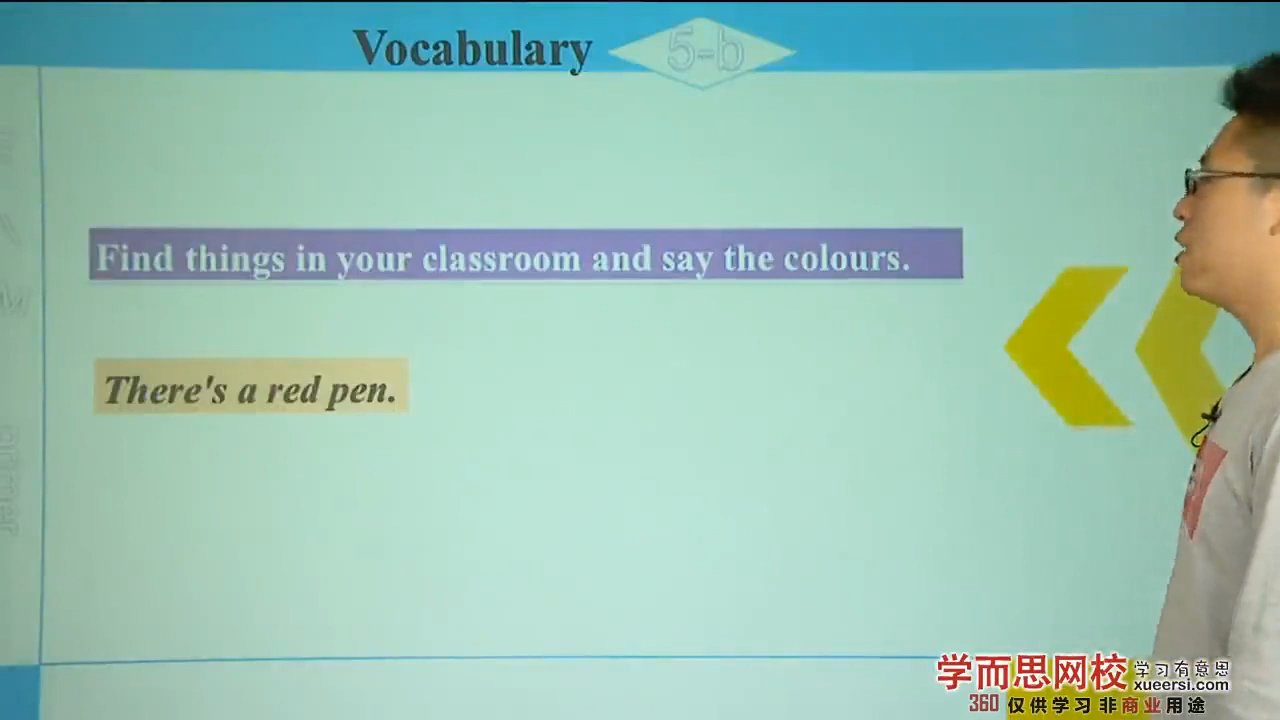 Vocabulary 5-b
Find things in your classroom and say the colours.
There's a red pen.
学而思网校 学习有意思
xueersi.com
360 仅供学习 非商业用途